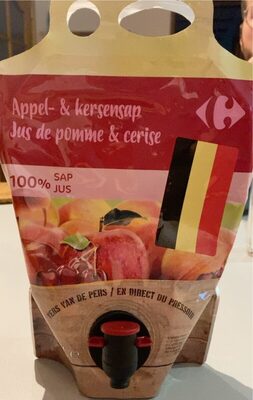 Appel- & kersensap
Jus de pomme & cerise
100% SAP
JUS
VERS VAN DE PERS / EN DIRECT DU PRESSOIR